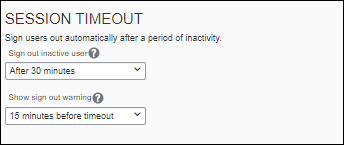 SESSION TIMEOUT
Sign users out automatically after a period of inactivity.
Sign out inactive user ?
After 30 minutes
Show sign out warning ?
15 minutes before timeout